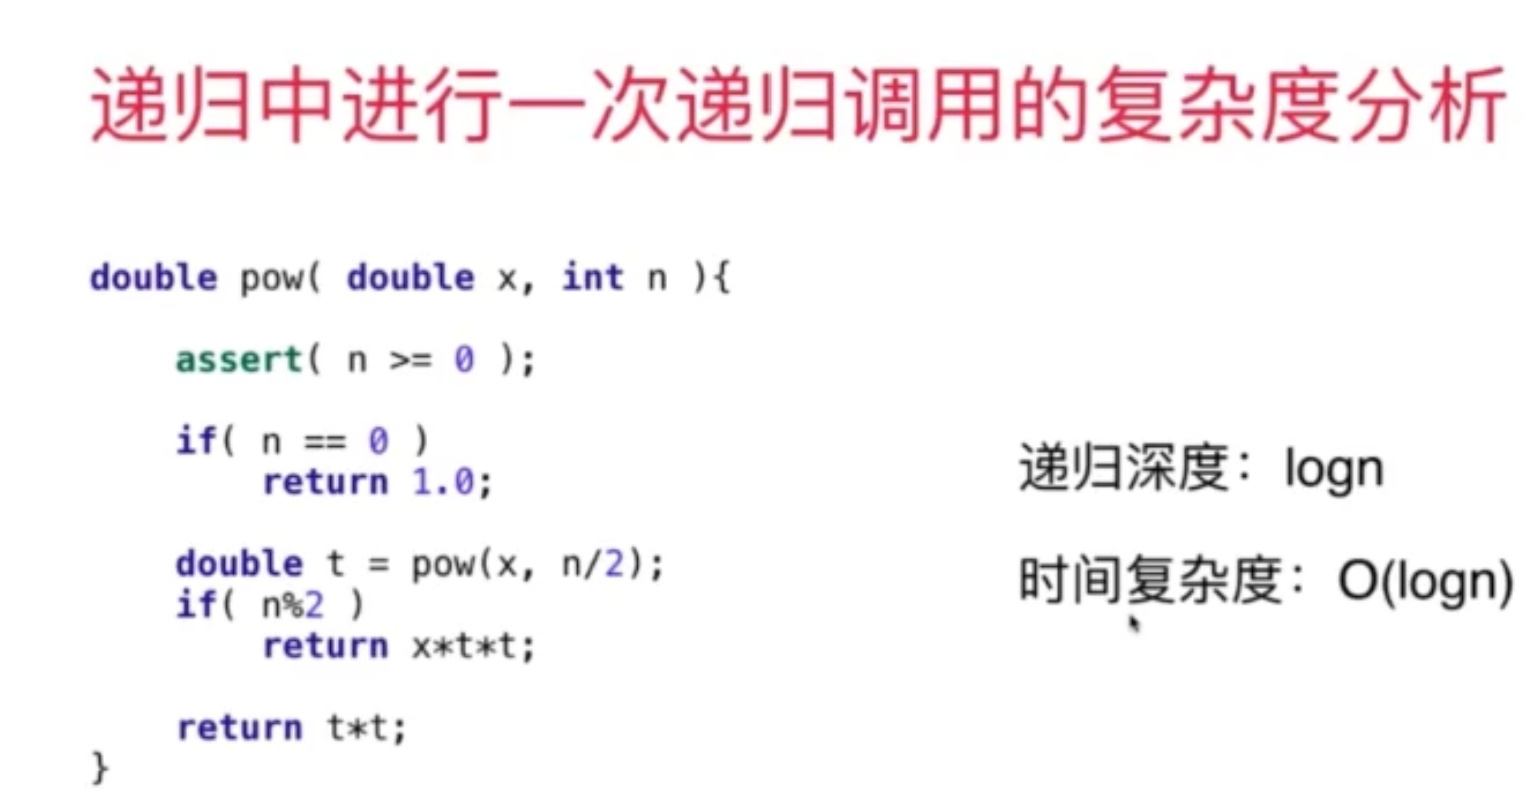 递归中进行一次递归调用的复杂度分析
double pow( double x, int n ){
assert( n >= 0 );
if( n == 0 )
return 1.0;
double t = pow(x, n/2);
if( n%2 )
return x*t*t;
return t*t;
}
递归深度：logn
时间复杂度：O(logn)